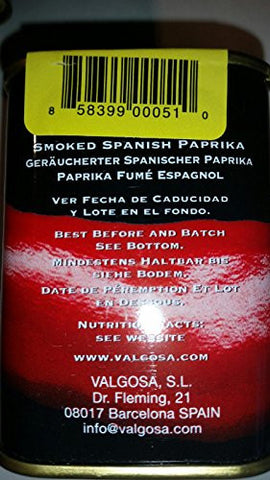 8 58399 00051 0
SMOKED SPANISH PAPRIKA
GERÄUCHERTER SPANISCHER PAPRIKA
PAPRIKA FUMÉ ESPAGNOL
VER FECHA DE CADUCIDAD
Y LOTE EN EL FONDO.
BEST BEFORE AND BATCH
SEE BOTTOM.
MINDESTENS HALTBAR BIS
SIEHE BODEM.
DATE DE PÉREMPTION ET LOT
EN DESSOUS.
NUTRITION FACTS:
SEE WEBSITE
WWW.VALGOSA.COM
VALGOSA, S.L.
Dr. Fleming, 21
08017 Barcelona SPAIN
info@valgosa.com